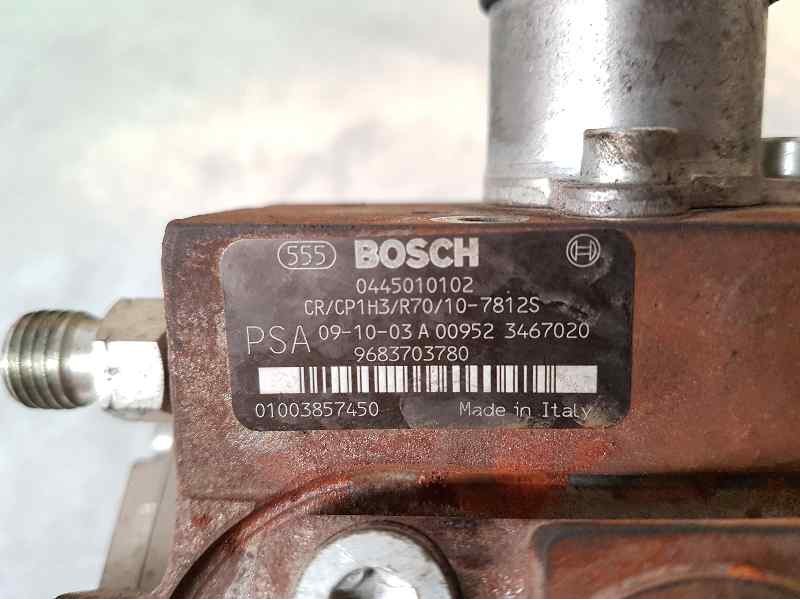 555 BOSCH
0445010102
CR/CP1H3/R70/10-7812S
PSA 09-10-03 A 00952 3467020
9683703780
01003857450 Made in Italy